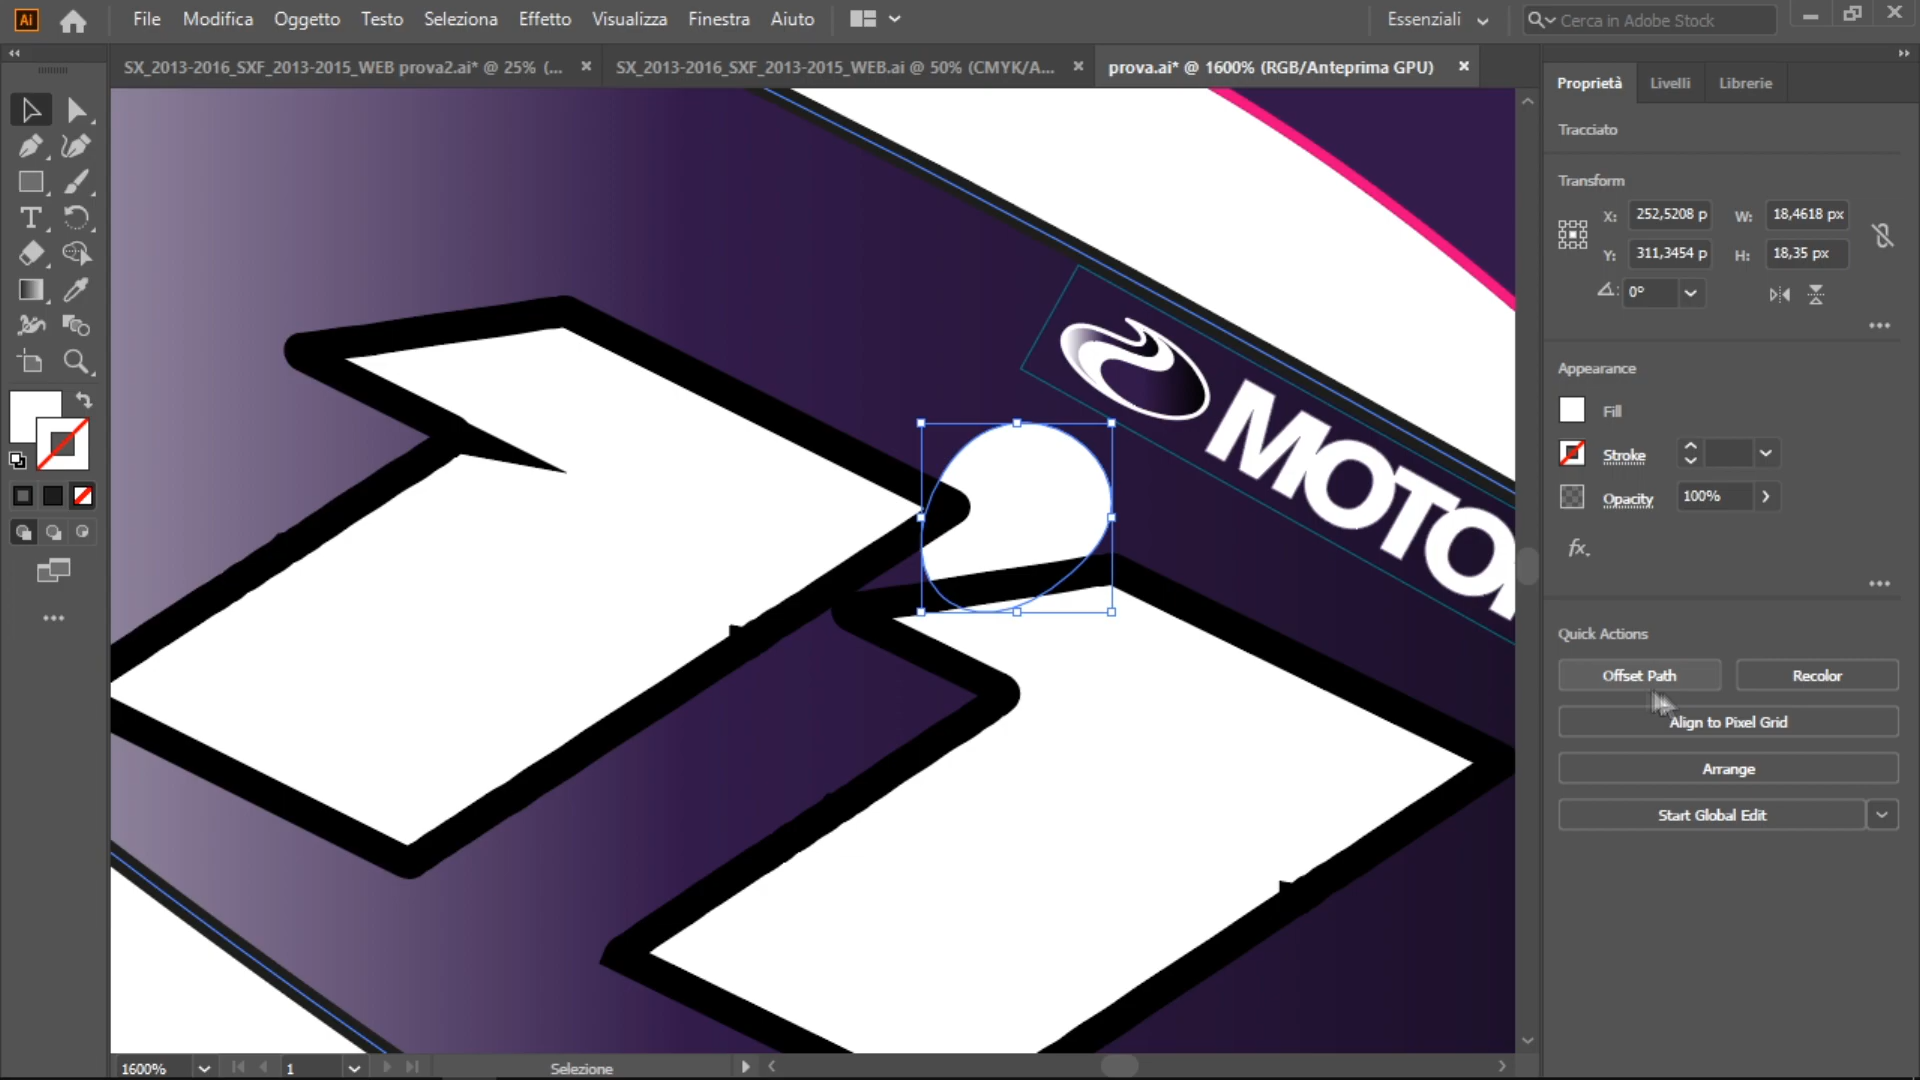 Ai File Modifica Oggetto Testo Seleziona Effetto Visualizza Finestra Aiuto Essenziali Cerca in Adobe Stock
SX_2013-2016_SXF_2013-2015_WEB prova2.ai* @ 25% (... SX_2013-2016_SXF_2013-2015_WEB.ai @ 50% (CMYK/A... prova.ai* @ 1600% (RGB/Anteprima GPU)
Proprietà Livelli Librerie
Tracciato
Transform
X: 252,5208 p W: 18,4618 px
Y: 311,3454 p H: 18,35 px
0°
Appearance
Fill
Stroke
Opacity 100%
fx.
Quick Actions
Offset Path Recolor
Align to Pixel Grid
Arrange
Start Global Edit
MOTO
1600% 1 Selezione